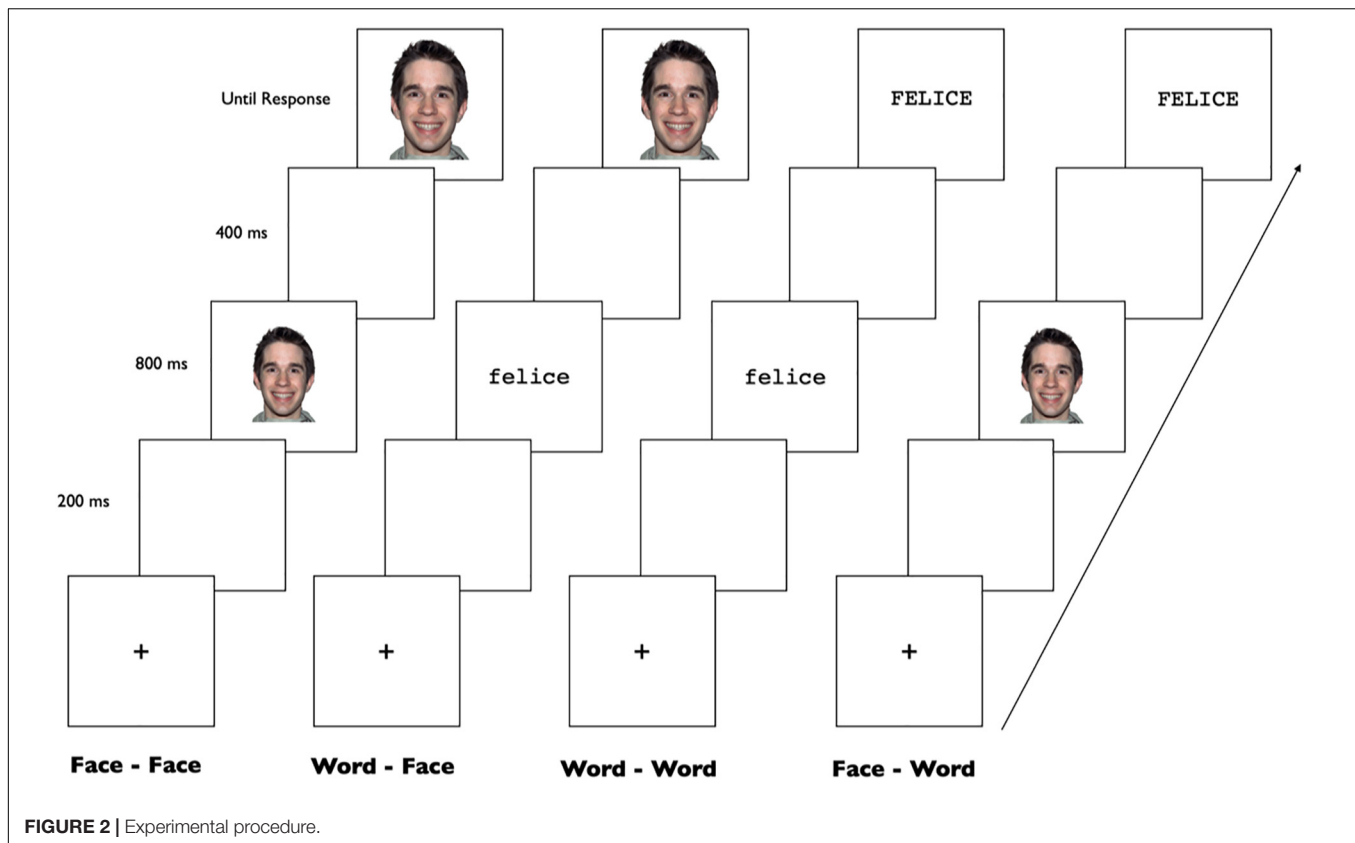 Until Response
FELICE
FELICE
400 ms
800 ms
felice
felice
200 ms
+
+
+
+
Face - Face
Word - Face
Word - Word
Face - Word
FIGURE 2 | Experimental procedure.